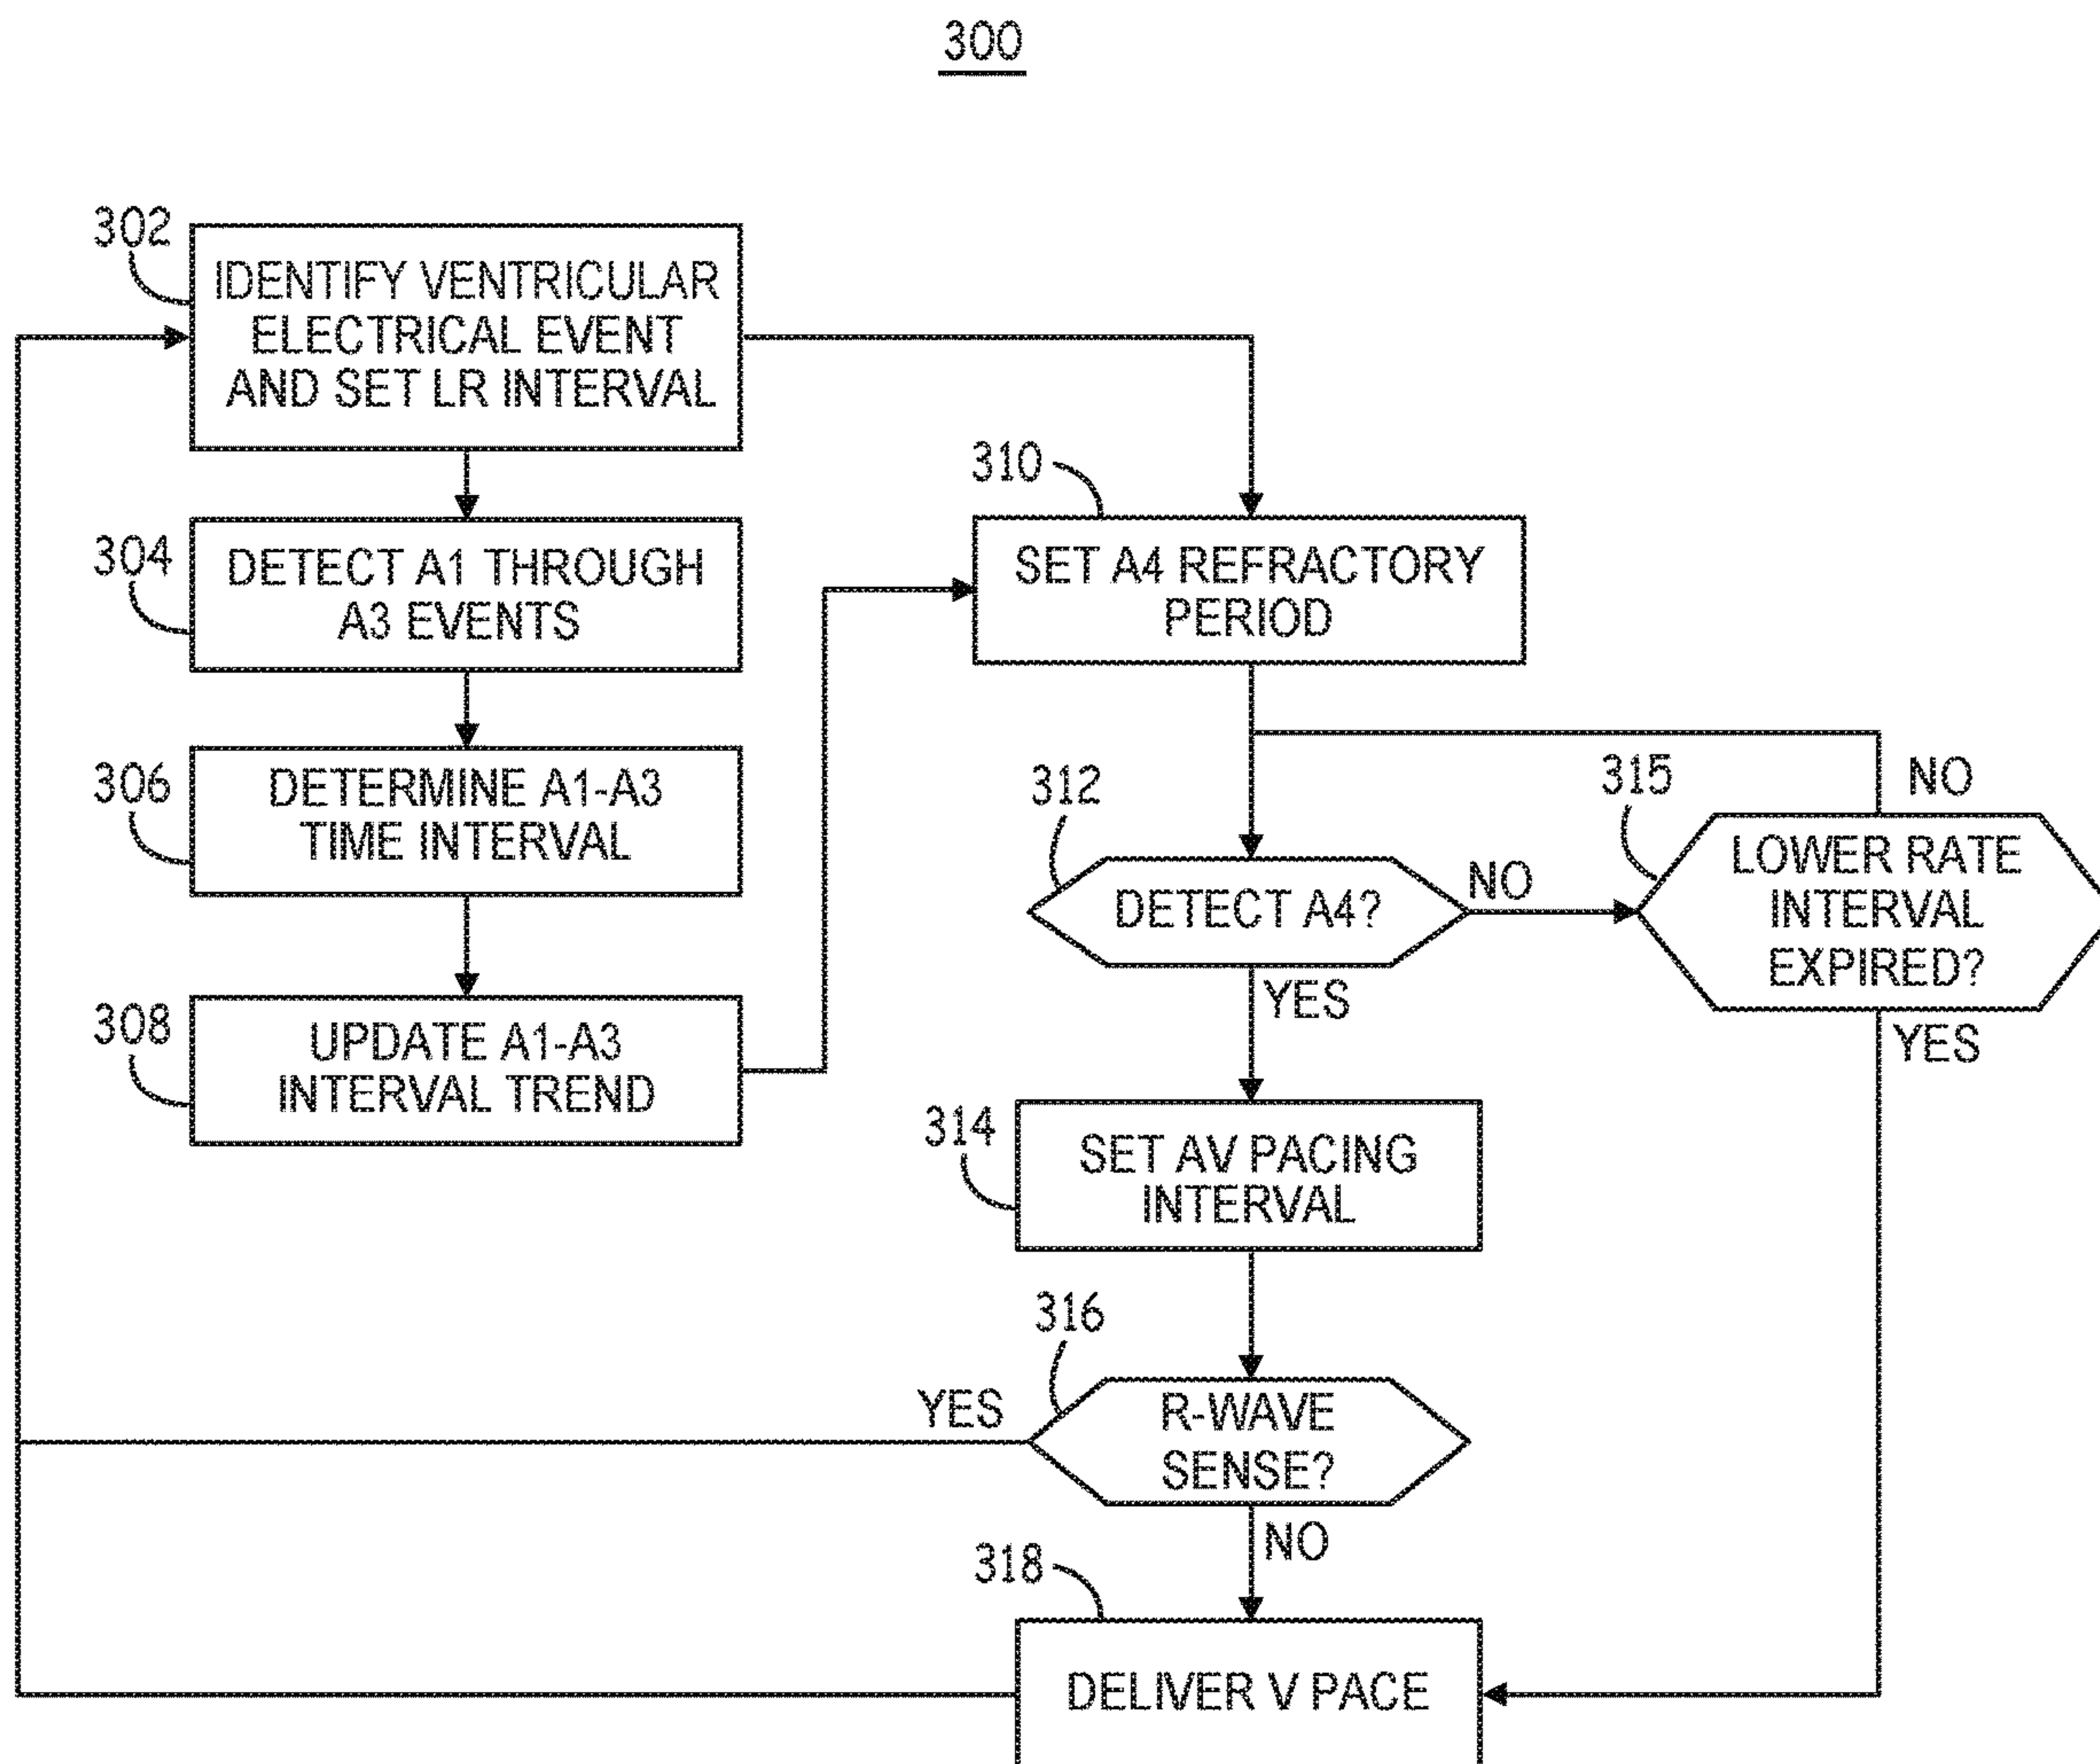 300
302
IDENTIFY VENTRICULAR
ELECTRICAL EVENT
AND SET LR INTERVAL
304
DETECT A1 THROUGH
A3 EVENTS
306
DETERMINE A1-A3
TIME INTERVAL
308
UPDATE A1-A3
INTERVAL TREND
310
SET A4 REFRACTORY
PERIOD
312
DETECT A4?
NO
YES
315
NO
LOWER RATE
INTERVAL
EXPIRED?
YES
314
SET AV PACING
INTERVAL
316
YES
R-WAVE
SENSE?
NO
318
DELIVER V PACE